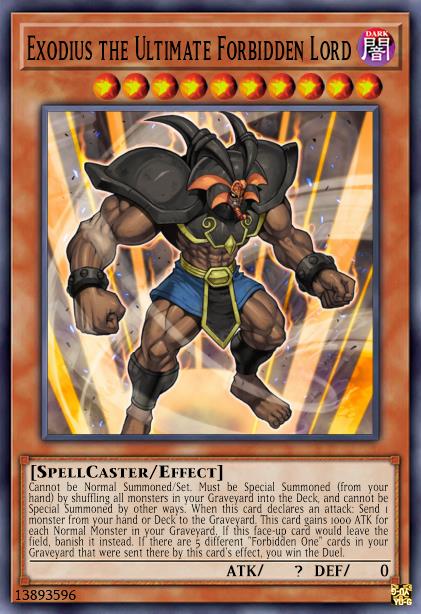 Exodius the Ultimate Forbidden Lord
DARK
闇
[SpellCaster/Effect]
Cannot be Normal Summoned/Set. Must be Special Summoned (from your
hand) by shuffling all monsters in your Graveyard into the Deck, and cannot be
Special Summoned by other ways. When this card declares an attack: Send 1
monster from your hand or Deck to the Graveyard. This card gains 1000 ATK for
each Normal Monster in your Graveyard. If this face-up card would leave the
field, banish it instead. If there are 5 different "Forbidden One" cards in
your Graveyard that were sent there by this card's effect, you win the Duel.
ATK/ ? DEF/ 0
13893596